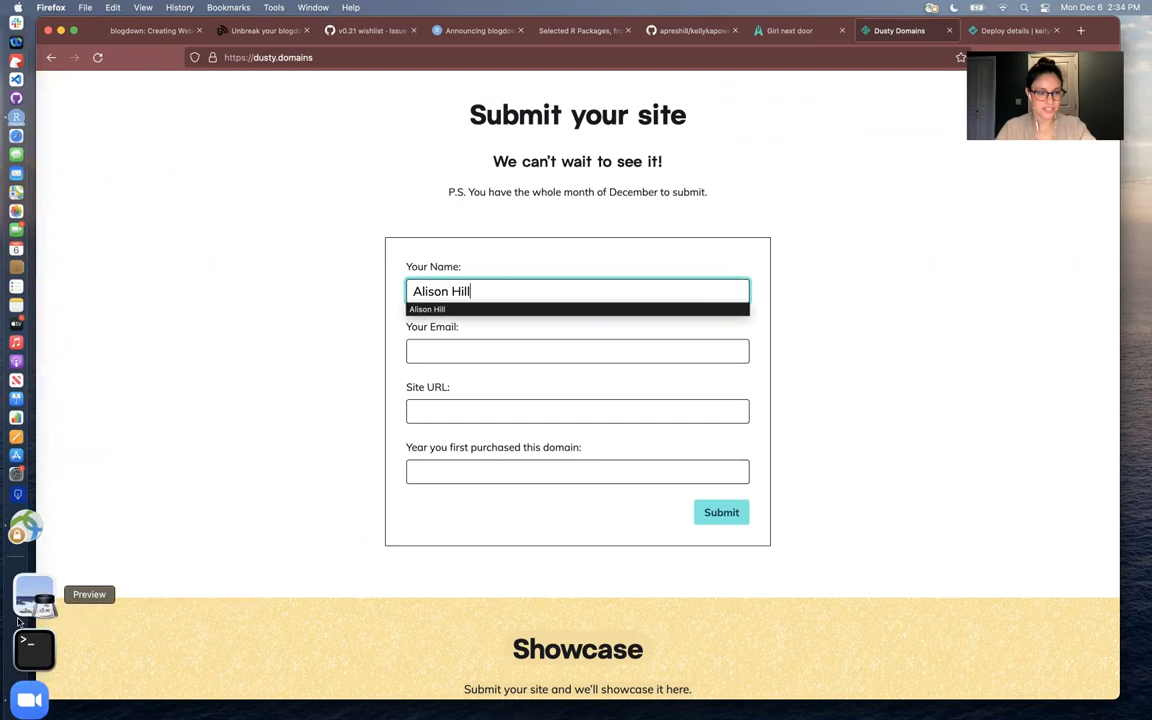 Firefox File Edit View History Bookmarks Tools Window Help Mon Dec 6 2:34 PM
blogdown: Creating Web Unbreak your blogdo v0.21 wishlist · Issue Announcing blogdow Selected R Packages, fr apreshill/kellykapow Girl next door Dusty Domains Deploy details | kelly
https://dusty.domains
Submit your site
We can't wait to see it!
P.S. You have the whole month of December to submit.
Your Name:
Alison Hill
Alison Hill
Your Email:
Site URL:
Year you first purchased this domain:
Submit
Preview
Showcase
Submit your site and we'll showcase it here.